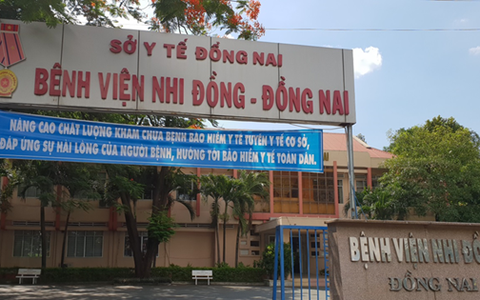 SỞ Y TẾ ĐỒNG NAI
BỆNH VIỆN NHI ĐỒNG - ĐỒNG NAI
NÂNG CAO CHẤT LƯỢNG KHÁM CHỮA BỆNH BẢO HIỂM Y TẾ TUYẾN Y TẾ CƠ SỞ,
ĐÁP ỨNG SỰ HÀI LÒNG CỦA NGƯỜI BỆNH, HƯỚNG TỚI BẢO HIỂM Y TẾ TOÀN DÂN.
BỆNH VIỆN NHI ĐỒ
ĐỒNG NAI